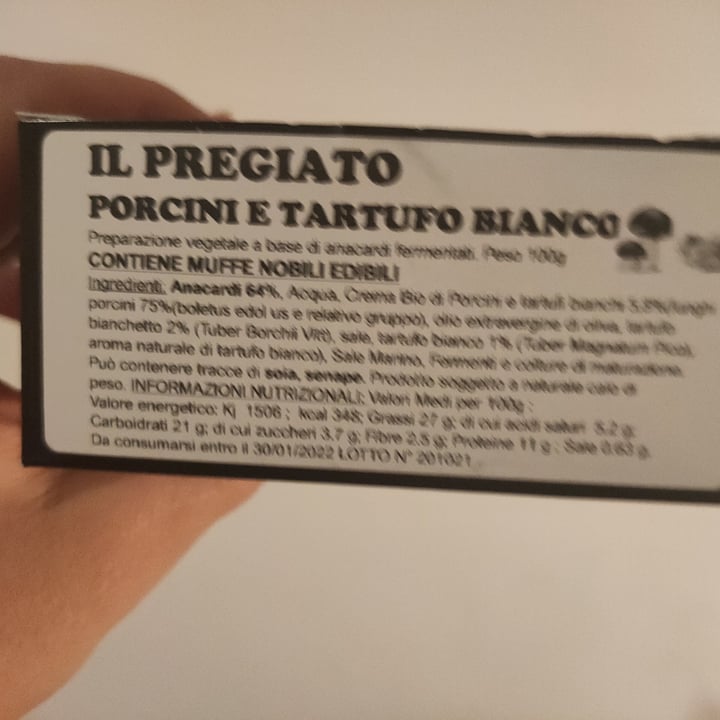 IL PREGIATO
PORCINI E TARTUFO BIANCO
Preparazione vegetale a base di anacardi fermentati. Peso 100g
CONTIENE MUFFE NOBILI EDIBILI
Ingredienti: Anacardi 64%, Acqua, Crema Bio di Porcini e tartufi bianchi 5.8%(funghi
porcini 75%(boletus edol us e relativo gruppo), olio extravergine di oliva, tartufo
bianchetto 2% (Tuber Borchii Vitt), sale, tartufo bianco 1% (Tuber Magnatum Pico),
aroma naturale di tartufo bianco), Sale Marino, Fermenti e colture di maturazione.
Può contenere tracce di soia, senape. Prodotto soggetto a naturale calo di
peso. INFORMAZIONI NUTRIZIONALI: Valori Medi per 100g :
Valore energetico: Kj 1506 ; kcal 348; Grassi 27 g; di cui acidi saturi 5.2 g;
Carboidrati 21 g; di cui zuccheri 3,7 g; Fibre 2.5 g; Proteine 11 g ; Sale 0.63 g.
Da consumarsi entro il 30/01/2022 LOTTO N° 201021